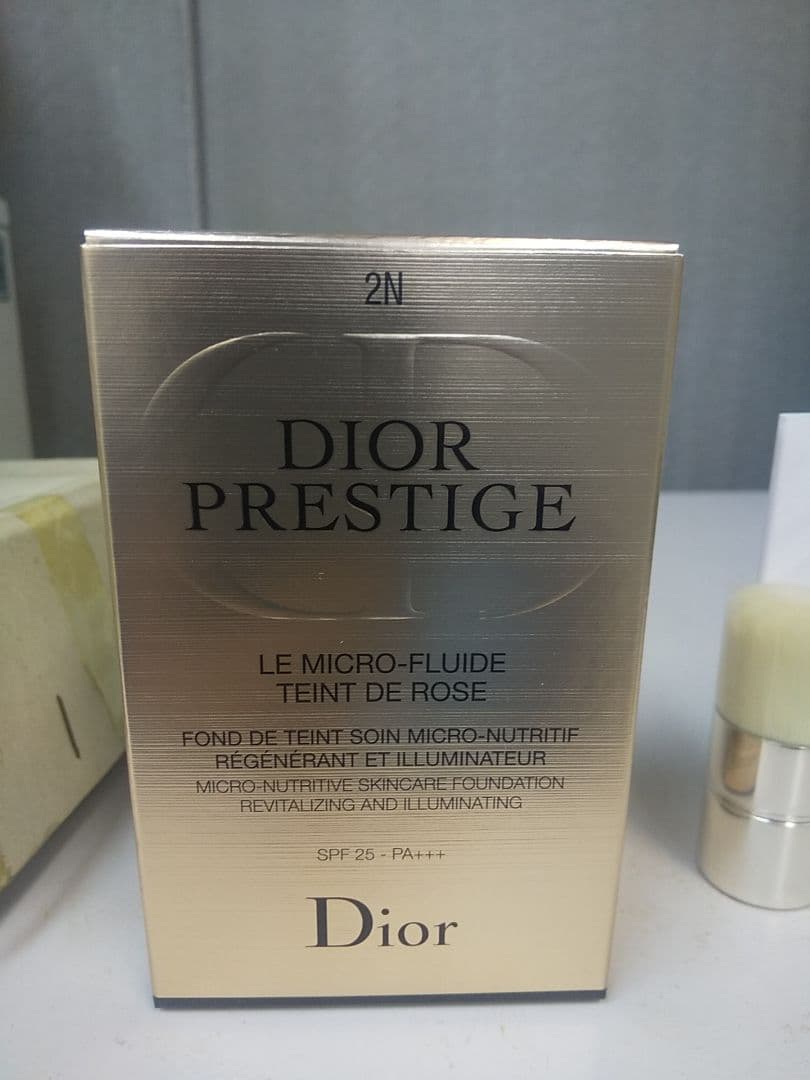 2N
DIOR
PRESTIGE
LE MICRO-FLUIDE
TEINT DE ROSE
FOND DE TEINT SOIN MICRO-NUTRITIF
RÉGÉNÉRANT ET ILLUMINATEUR
MICRO-NUTRITIVE SKINCARE FOUNDATION
REVITALIZING AND ILLUMINATING
SPF 25 - PA+++
Dior